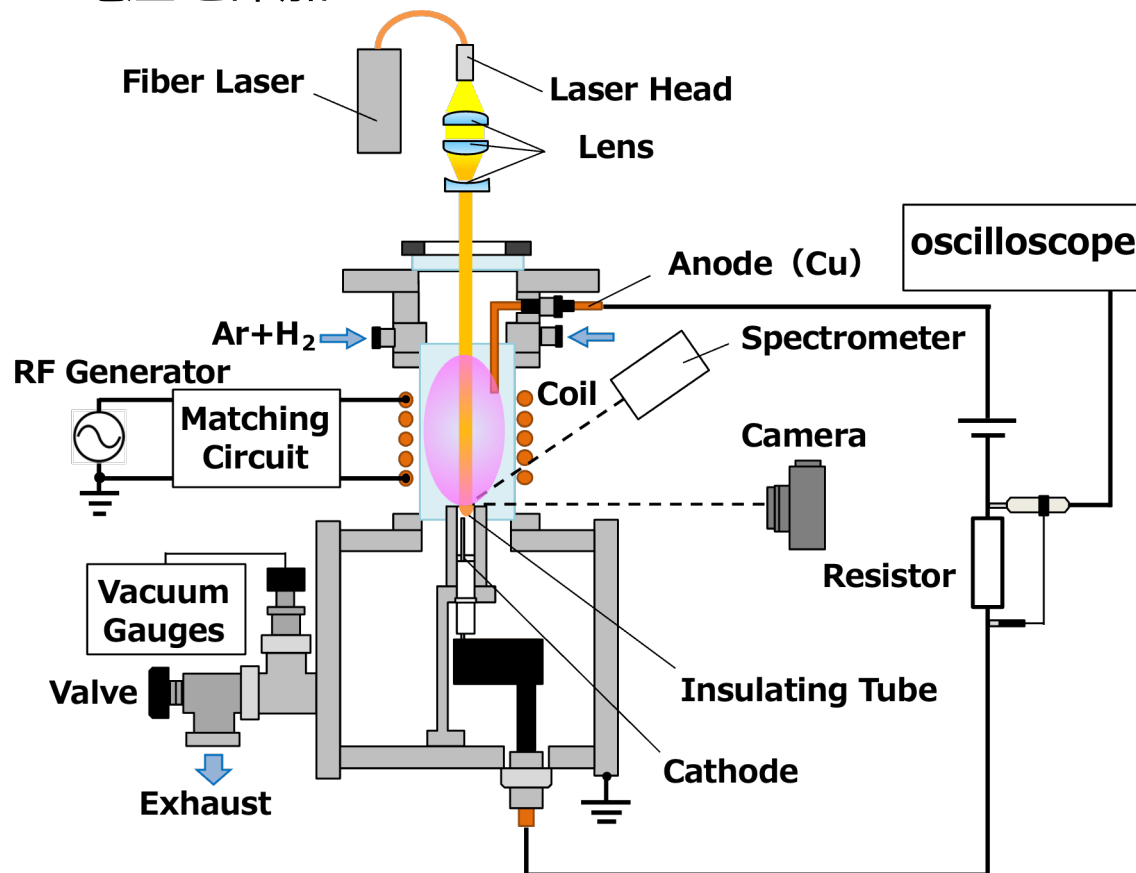 Fiber Laser
Laser Head
Lens
oscilloscope
Anode（Cu）
Ar+H₂
Spectrometer
RF Generator
Coil
Matching
Circuit
Camera
Resistor
Vacuum
Gauges
Valve
Insulating Tube
Cathode
Exhaust